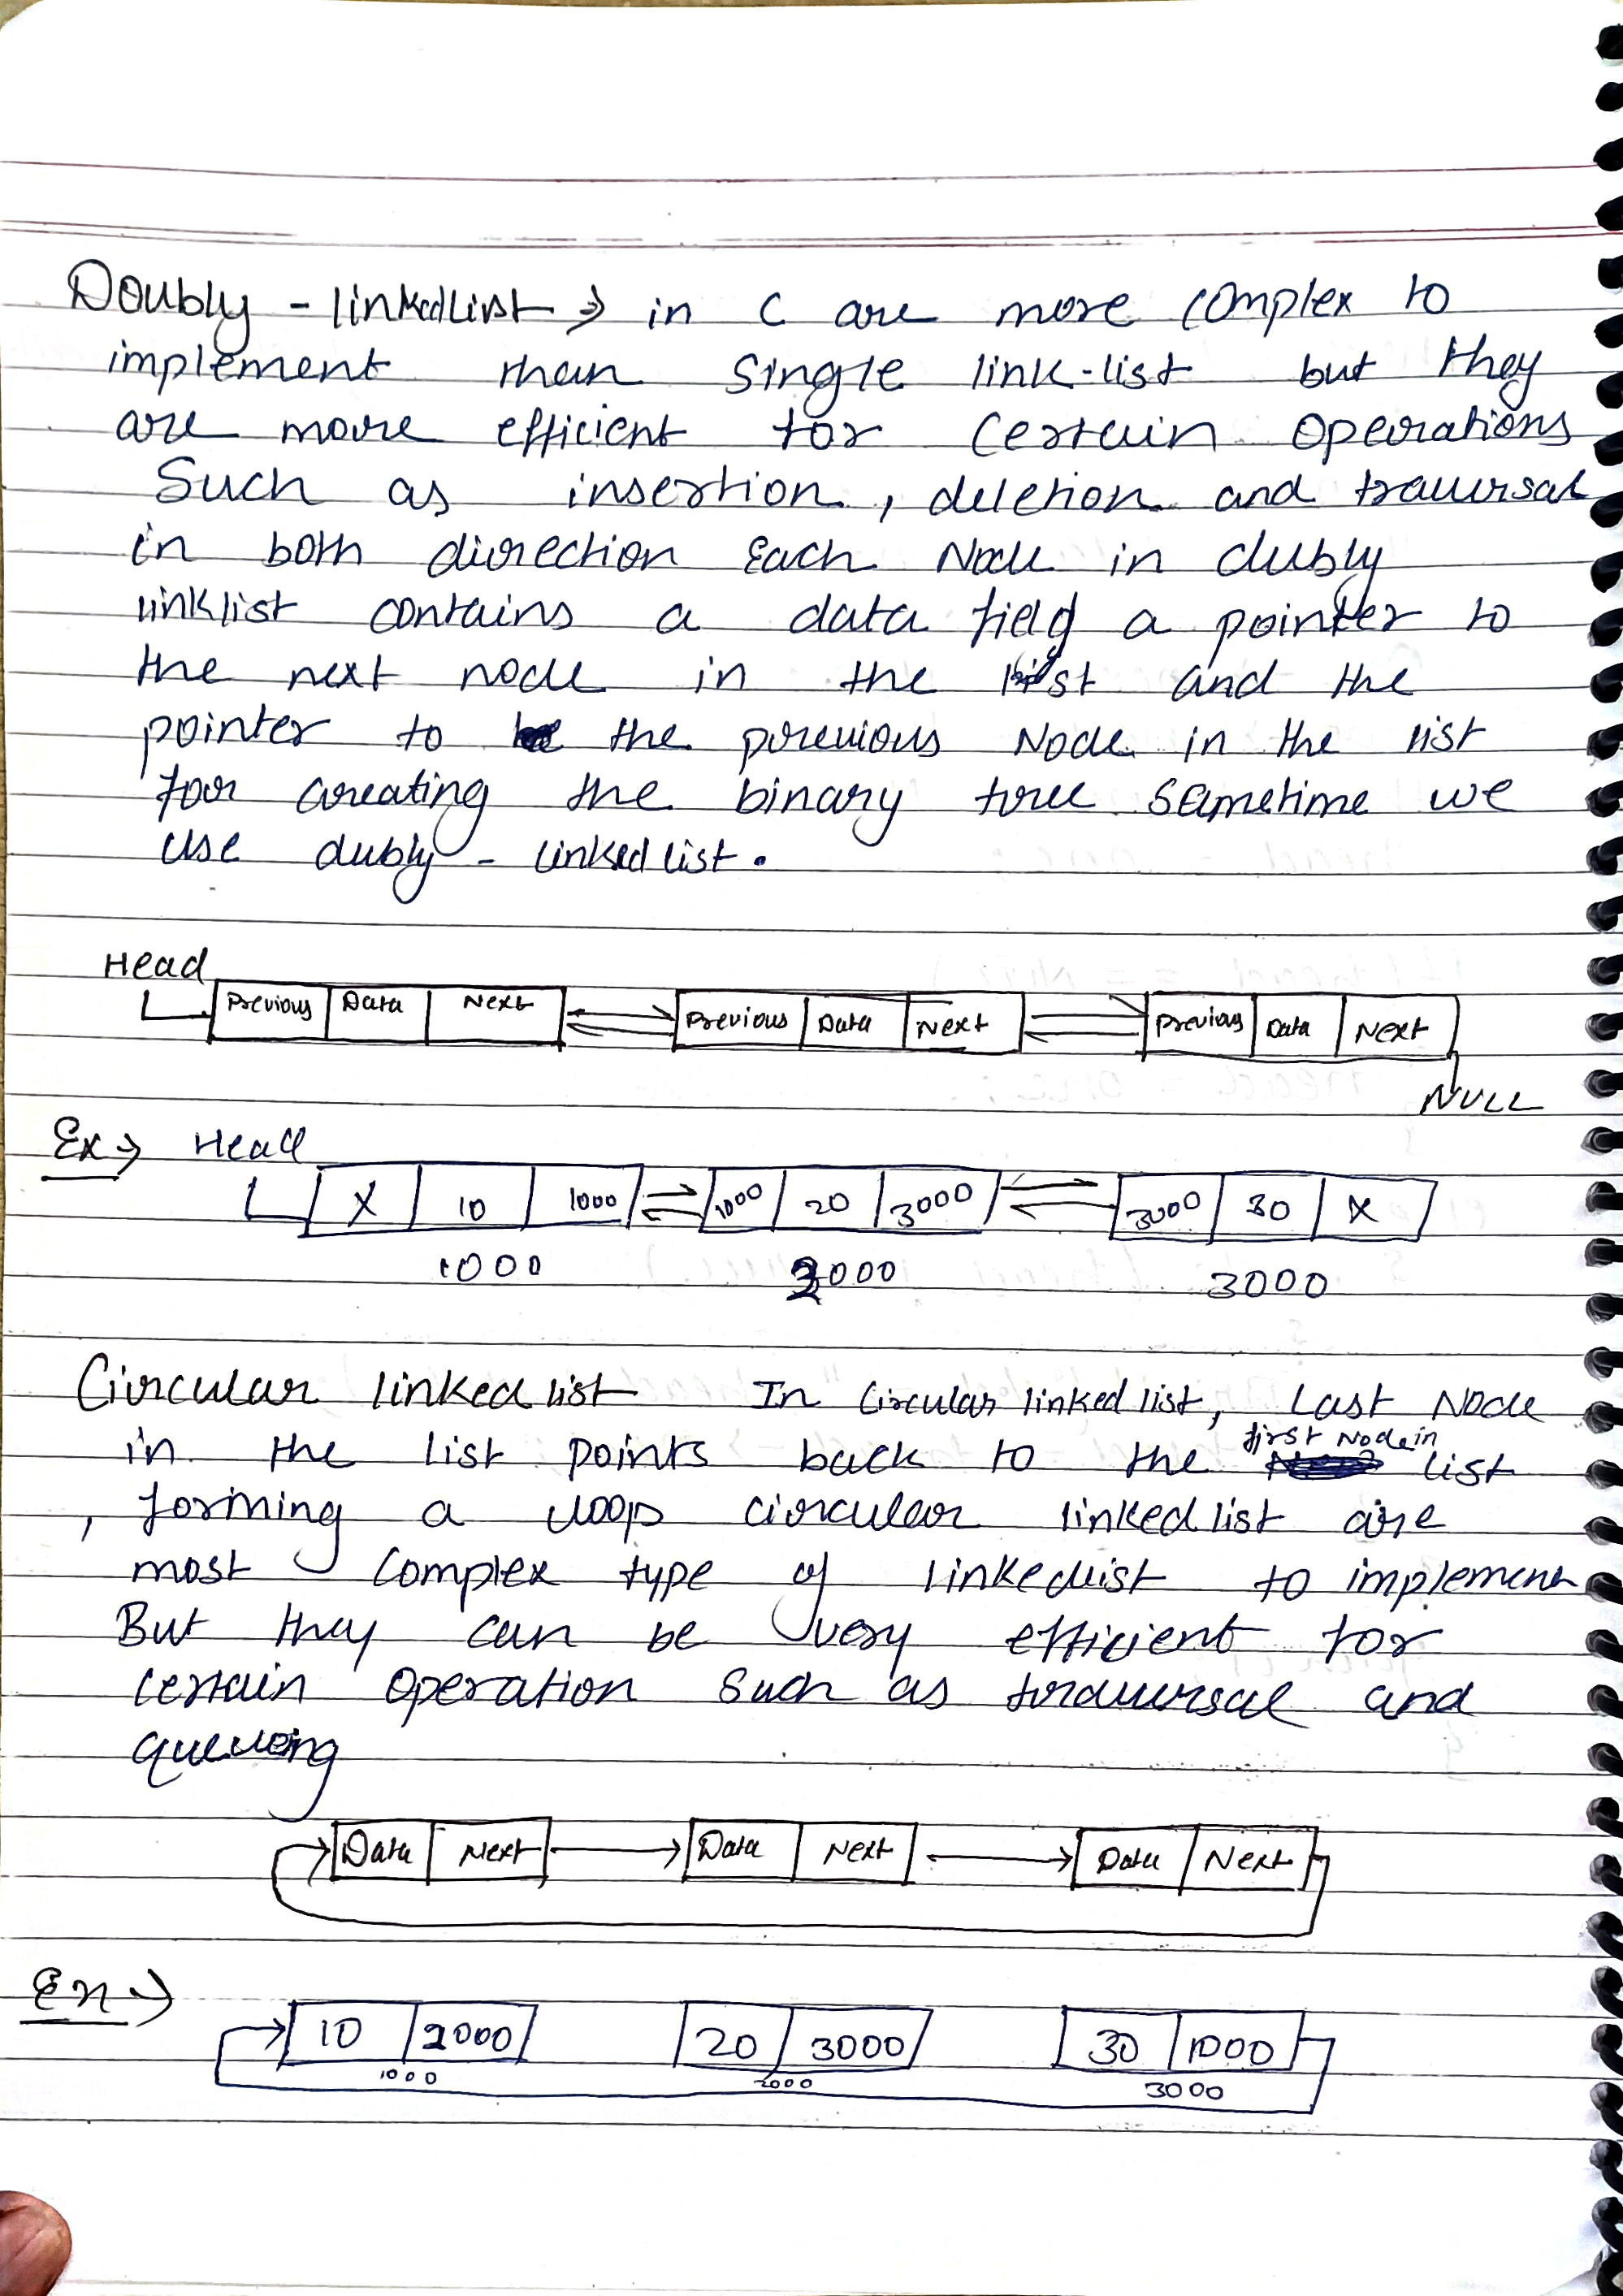 Doubly - linkedlist → in C are more complex to
implement than single link-list but they
are more efficient for certain operations
Such as insertion, deletion and traversal
in both direction Each Node in dubly
linklist contains a data field a pointer to
the next node in the list and the
pointer to the previous Node in the list
for creating the binary tree sometime we
use dubly - linked list.
Head
Previous Data Next Previous Data Next Previous Data Next
NULL
Ex → Head
X 10 1000 1000 20 3000 3000 30 X
1000 2000 3000
Circular linked list In Circular linked list, Last Node
in the list points back to the first Node in list
, forming a loop circular linked list are
most complex type of linkedlist to implement
But they can be very efficient for
certain operation such as traversal and
queueing
Data Next Data Next Data Next
Ex →
10 2000 20 3000 30 1000
1000 2000 3000